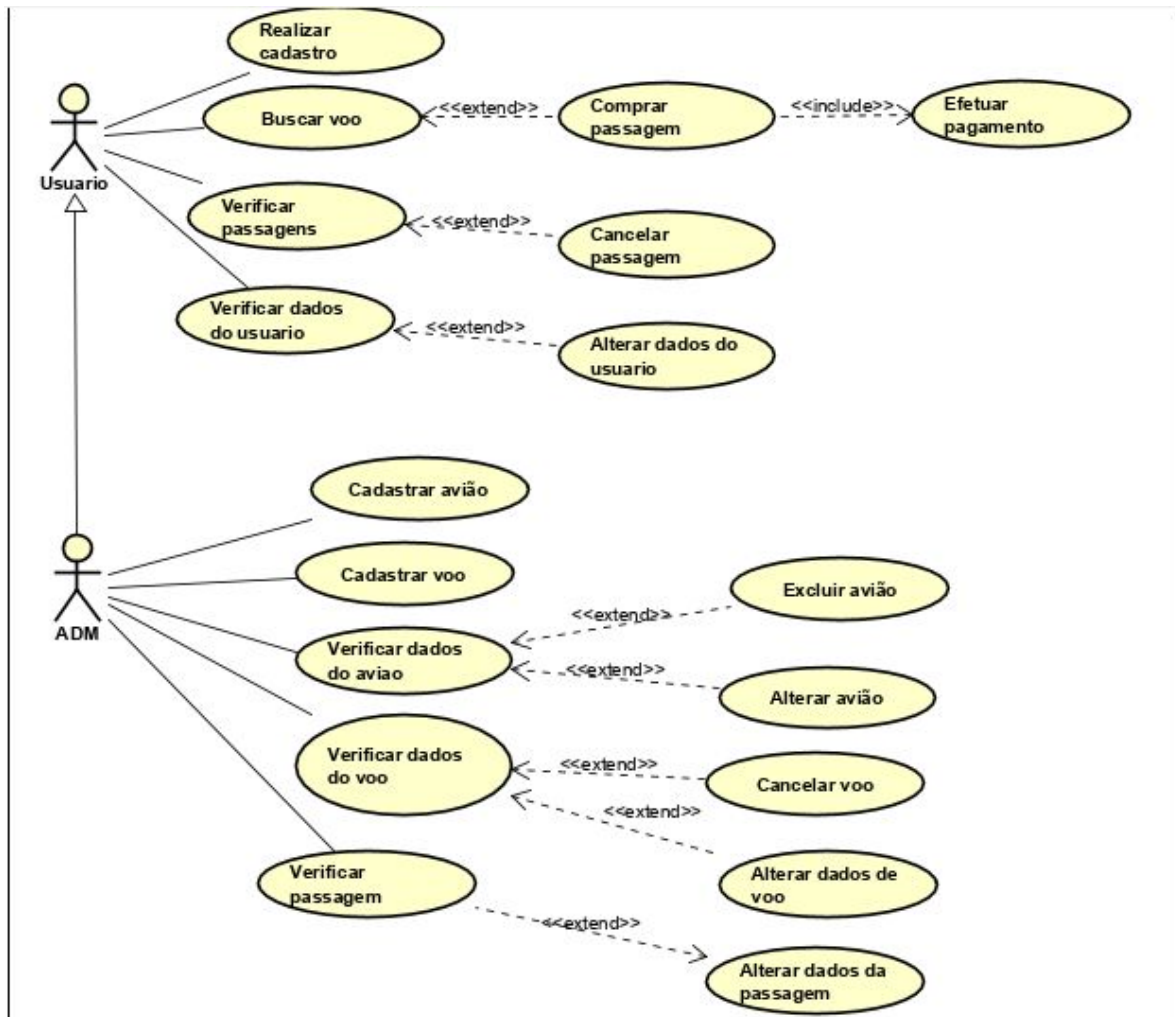 Realizar
cadastro
Buscar voo
<<extend>>
Comprar
passagem
<<include>>
Efetuar
pagamento
Usuario
Verificar
passagens
<<extend>>
Cancelar
passagem
Verificar dados
do usuario
<<extend>>
Alterar dados do
usuario
Cadastrar avião
Cadastrar voo
ADM
Verificar dados
do aviao
<<extend>>
Excluir avião
<<extend>>
Alterar avião
Verificar dados
do voo
<<extend>>
Cancelar voo
<<extend>>
Alterar dados de
voo
Verificar
passagem
<<extend>>
Alterar dados da
passagem